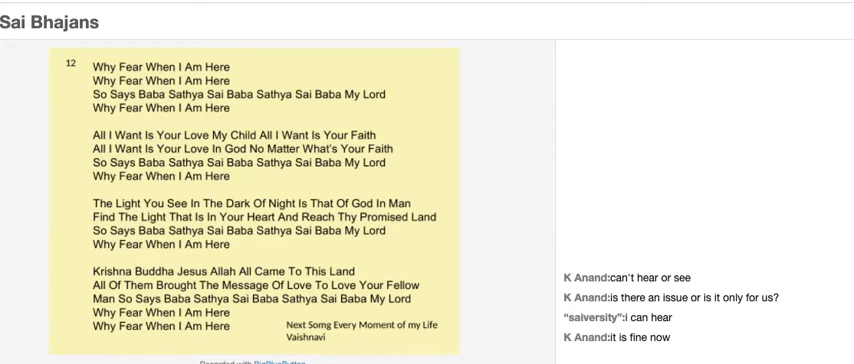 Sai Bhajans
12
Why Fear When I Am Here
Why Fear When I Am Here
So Says Baba Sathya Sai Baba Sathya Sai Baba My Lord
Why Fear When I Am Here
All I Want Is Your Love My Child All I Want Is Your Faith
All I Want Is Your Love In God No Matter What's Your Faith
So Says Baba Sathya Sai Baba Sathya Sai Baba My Lord
Why Fear When I Am Here
The Light You See In The Dark Of Night Is That Of God In Man
Find The Light That Is In Your Heart And Reach Thy Promised Land
So Says Baba Sathya Sai Baba Sathya Sai Baba My Lord
Why Fear When I Am Here
Krishna Buddha Jesus Allah All Came To This Land
All Of Them Brought The Message Of Love To Love Your Fellow
Man So Says Baba Sathya Sai Baba Sathya Sai Baba My Lord
Why Fear When I Am Here
Why Fear When I Am Here
Next Somg Every Moment of my Life
Vaishnavi
Recorded with BigBlueButton
K Anand:can't hear or see
K Anand:is there an issue or is it only for us?
“saiversity”:i can hear
K Anand:it is fine now